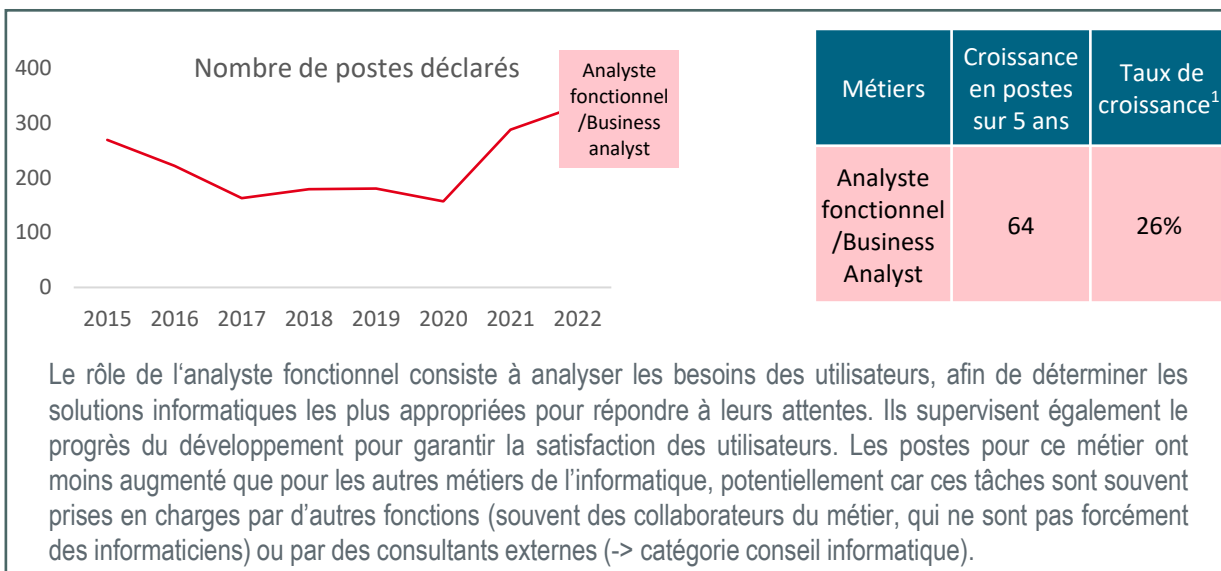 Nombre de postes déclarés
400
300
200
100
0
2015 2016 2017 2018 2019 2020 2021 2022
Analyste
fonctionnel
/Business
analyst
Métiers
Croissance
en postes
sur 5 ans
Taux de
croissance¹
Analyste
fonctionnel
/Business
Analyst
64
26%
Le rôle de l‘analyste fonctionnel consiste à analyser les besoins des utilisateurs, afin de déterminer les
solutions informatiques les plus appropriées pour répondre à leurs attentes. Ils supervisent également le
progrès du développement pour garantir la satisfaction des utilisateurs. Les postes pour ce métier ont
moins augmenté que pour les autres métiers de l’informatique, potentiellement car ces tâches sont souvent
prises en charges par d’autres fonctions (souvent des collaborateurs du métier, qui ne sont pas forcément
des informaticiens) ou par des consultants externes (-> catégorie conseil informatique).